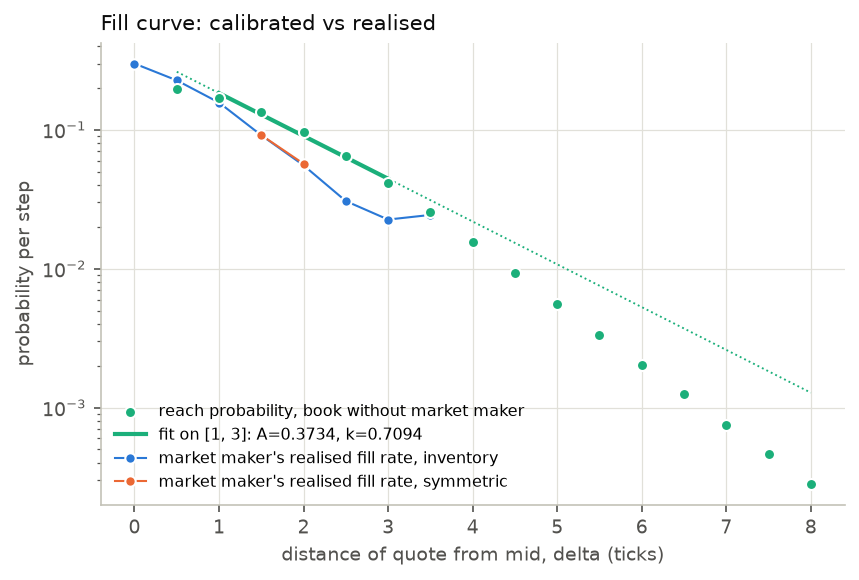 Fill curve: calibrated vs realised
probability per step
10⁻¹
10⁻²
10⁻³
reach probability, book without market maker
fit on [1, 3]: A=0.3734, k=0.7094
market maker's realised fill rate, inventory
market maker's realised fill rate, symmetric
0 1 2 3 4 5 6 7 8
distance of quote from mid, delta (ticks)